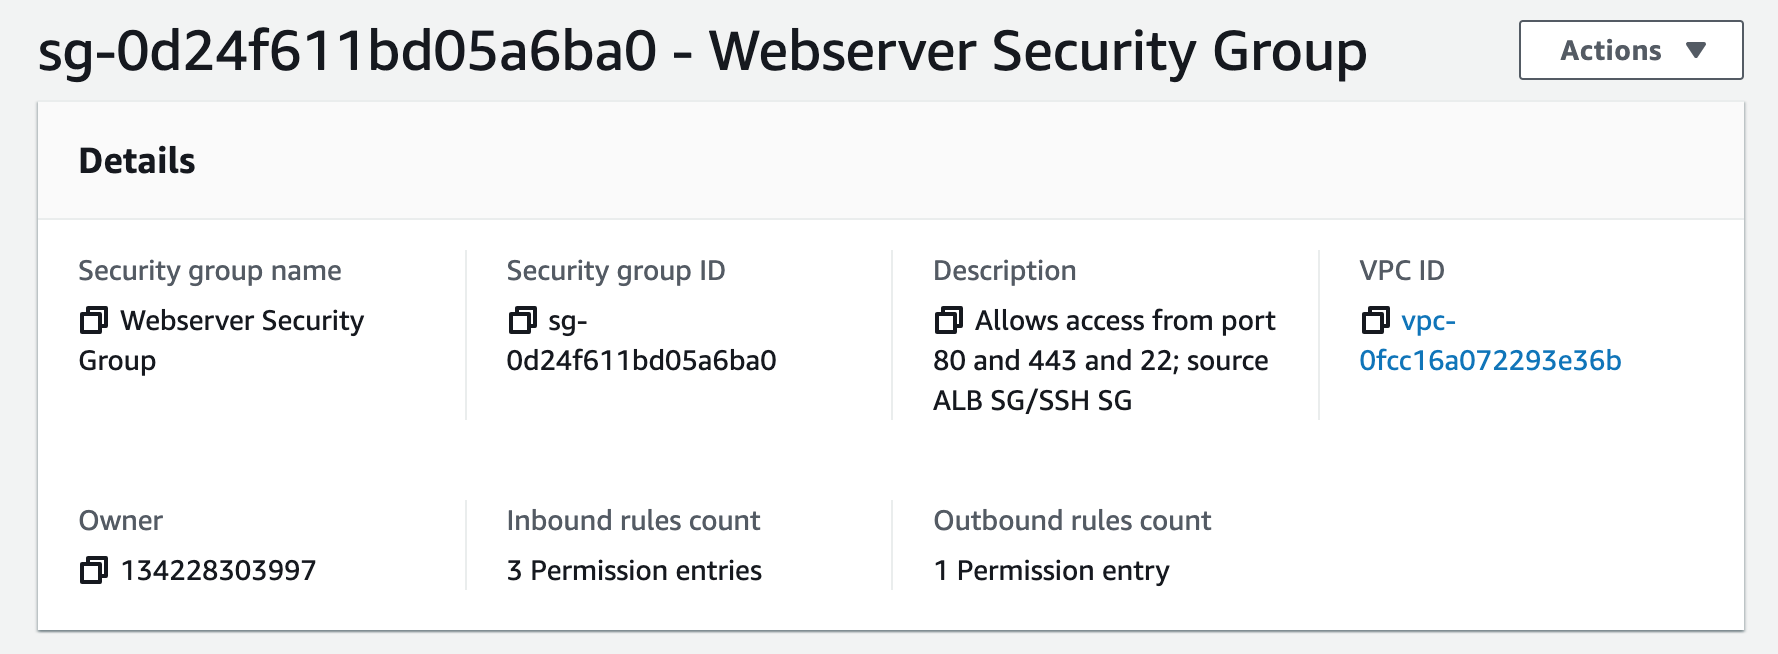 sg-0d24f611bd05a6ba0 - Webserver Security Group
Actions
Details
Security group name
Webserver Security
Group
Security group ID
sg-
0d24f611bd05a6ba0
Description
Allows access from port
80 and 443 and 22; source
ALB SG/SSH SG
VPC ID
vpc-
0fcc16a072293e36b
Owner
134228303997
Inbound rules count
3 Permission entries
Outbound rules count
1 Permission entry